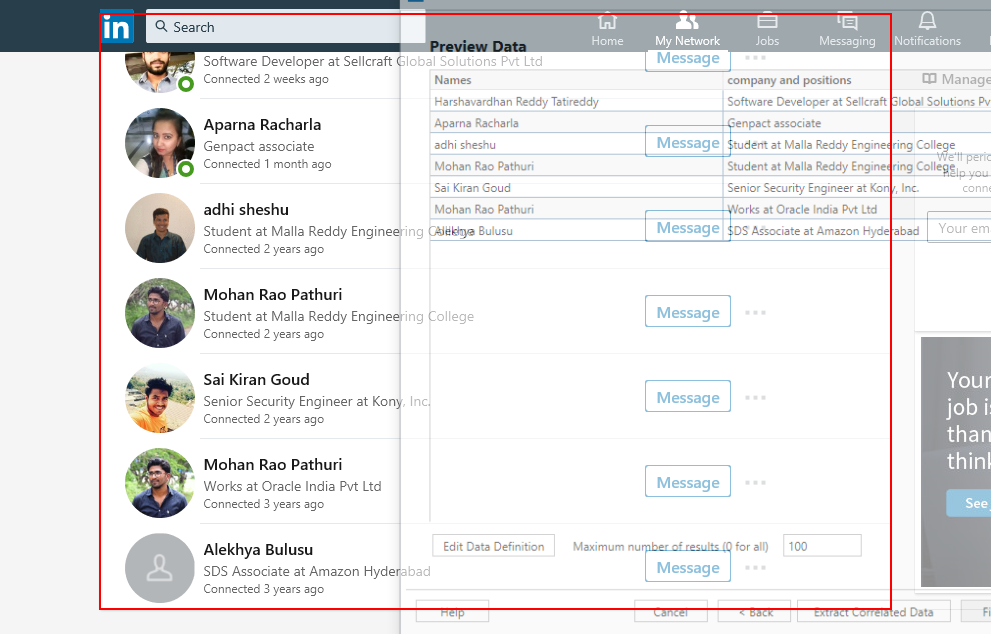 in
Search
Home
My Network
Jobs
Messaging
Notifications
Software Developer at Sellcraft Global Solutions Pvt Ltd
Connected 2 weeks ago
Message
Aparna Racharla
Genpact associate
Connected 1 month ago
Message
adhi sheshu
Student at Malla Reddy Engineering College
Connected 2 years ago
Message
Mohan Rao Pathuri
Student at Malla Reddy Engineering College
Connected 2 years ago
Message
Sai Kiran Goud
Senior Security Engineer at Kony, Inc.
Connected 2 years ago
Message
Mohan Rao Pathuri
Works at Oracle India Pvt Ltd
Connected 3 years ago
Message
Alekhya Bulusu
SDS Associate at Amazon Hyderabad
Connected 3 years ago
Message
Preview Data
Names company and positions
Harshavardhan Reddy Tatireddy Software Developer at Sellcraft Global Solutions Pv
Aparna Racharla Genpact associate
adhi sheshu Student at Malla Reddy Engineering College
Mohan Rao Pathuri Student at Malla Reddy Engineering College
Sai Kiran Goud Senior Security Engineer at Kony, Inc.
Mohan Rao Pathuri Works at Oracle India Pvt Ltd
Alekhya Bulusu SDS Associate at Amazon Hyderabad
Edit Data Definition Maximum number of results (0 for all) 100
Help Cancel < Back Extract Correlated Data Fi
Manage
We'll peri
help you
conne
Your ema
Your
job is
than
think
See